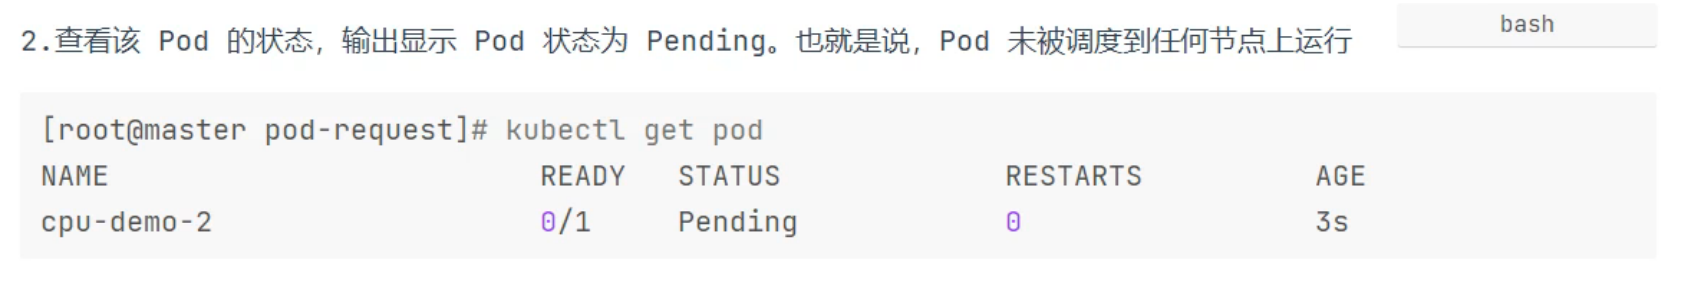 2.查看该 Pod 的状态，输出显示 Pod 状态为 Pending。也就是说，Pod 未被调度到任何节点上运行
bash
[root@master pod-request]# kubectl get pod
NAME READY STATUS RESTARTS AGE
cpu-demo-2 0/1 Pending 0 3s